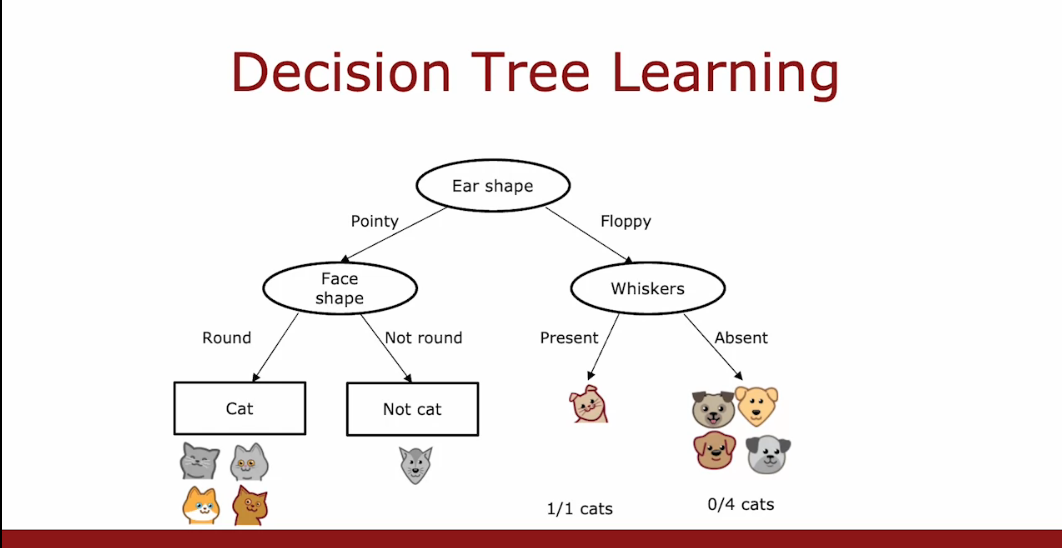 Decision Tree Learning
Ear shape
Pointy
Floppy
Face
shape
Whiskers
Round
Not round
Present
Absent
Cat
Not cat
1/1 cats
0/4 cats